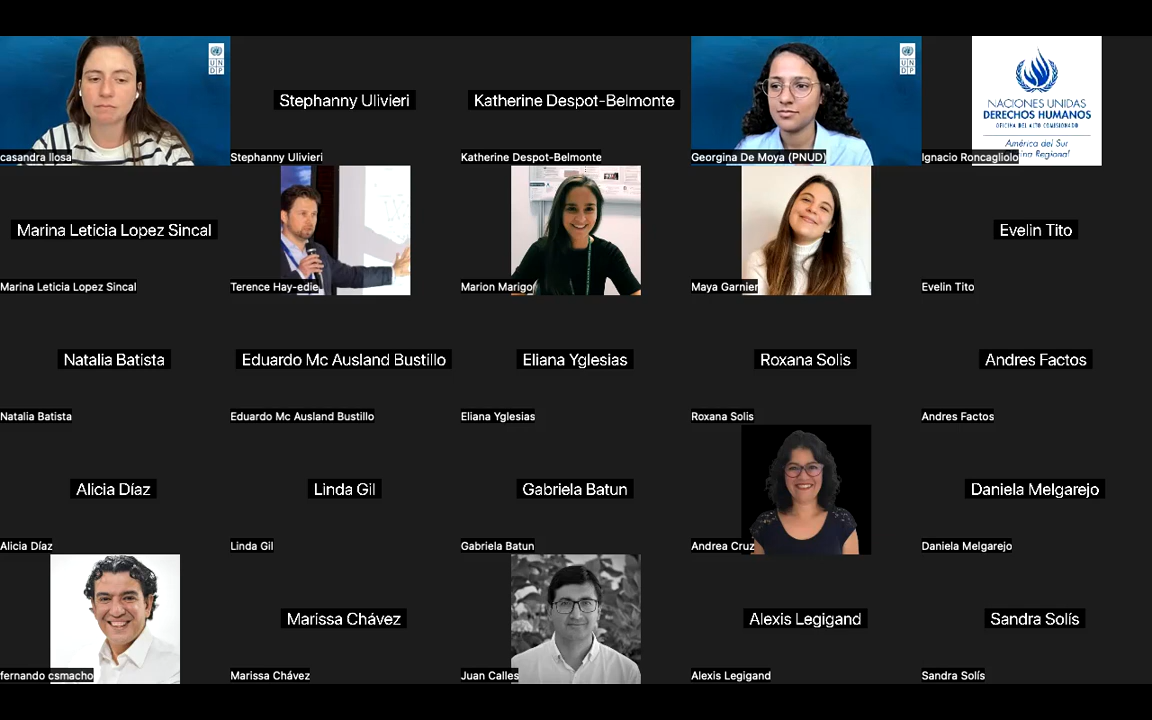 UN
DP
casandra llosa
Stephanny Ulivieri
Stephanny Ulivieri
Katherine Despot-Belmonte
Katherine Despot-Belmonte
UN
DP
Georgina De Moya (PNUD)
NACIONES UNIDAS
DERECHOS HUMANOS
OFICINA DEL ALTO COMISIONADO
América del Sur
Regional
Ignacio Roncagliolo
Marina Leticia Lopez Sincal
Marina Leticia Lopez Sincal
Terence Hay-edie
Marion Marigo
Maya Garnier
Evelin Tito
Evelin Tito
Natalia Batista
Natalia Batista
Eduardo Mc Ausland Bustillo
Eduardo Mc Ausland Bustillo
Eliana Yglesias
Eliana Yglesias
Roxana Solis
Roxana Solis
Andres Factos
Andres Factos
Alicia Díaz
Alicia Díaz
Linda Gil
Linda Gil
Gabriela Batun
Gabriela Batun
Andrea Cruz
Daniela Melgarejo
Daniela Melgarejo
fernando csmacho
Marissa Chávez
Marissa Chávez
Juan Calles
Alexis Legigand
Alexis Legigand
Sandra Solís
Sandra Solís